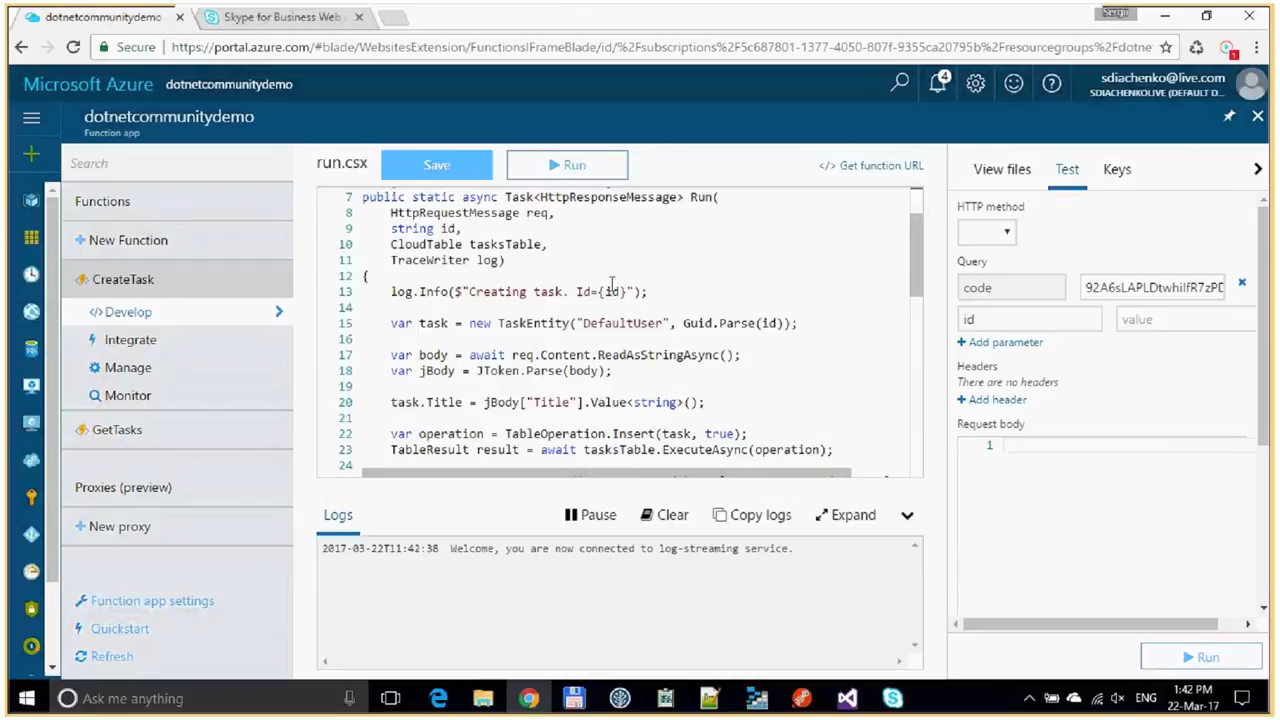 dotnetcommunitydemo
Skype for Business Web
Sergii
Secure https://portal.azure.com/#blade/WebsitesExtension/FunctionsIFrameBlade/id/%2Fsubscriptions%2F5c687801-1377-4050-807f-9355ca20795b%2Fresourcegroups%2Fdotne
1
Microsoft Azure dotnetcommunitydemo
4
sdiachenko@live.com
SDIACHENKOLIVE (DEFAULT D...
dotnetcommunitydemo
Function app
Search
Functions
New Function
CreateTask
</> Develop
Integrate
Manage
Monitor
GetTasks
Proxies (preview)
New proxy
Function app settings
Quickstart
Refresh
run.csx
Save
Run
</> Get function URL
7 public static async Task<HttpResponseMessage> Run(
8 HttpRequestMessage req,
9 string id,
10 CloudTable tasksTable,
11 TraceWriter log)
12 {
13 log.Info($"Creating task. Id={id}");
14
15 var task = new TaskEntity("DefaultUser", Guid.Parse(id));
16
17 var body = await req.Content.ReadAsStringAsync();
18 var jBody = JToken.Parse(body);
19
20 task.Title = jBody["Title"].Value<string>();
21
22 var operation = TableOperation.Insert(task, true);
23 TableResult result = await tasksTable.ExecuteAsync(operation);
24
Logs
Pause
Clear
Copy logs
Expand
2017-03-22T11:42:38 Welcome, you are now connected to log-streaming service.
View files
Test
Keys
HTTP method
Query
code 92A6sLAPLDtwhiIfR7zPD
id value
Add parameter
Headers
There are no headers
Add header
Request body
1
Run
Ask me anything
ENG
1:42 PM
22-Mar-17